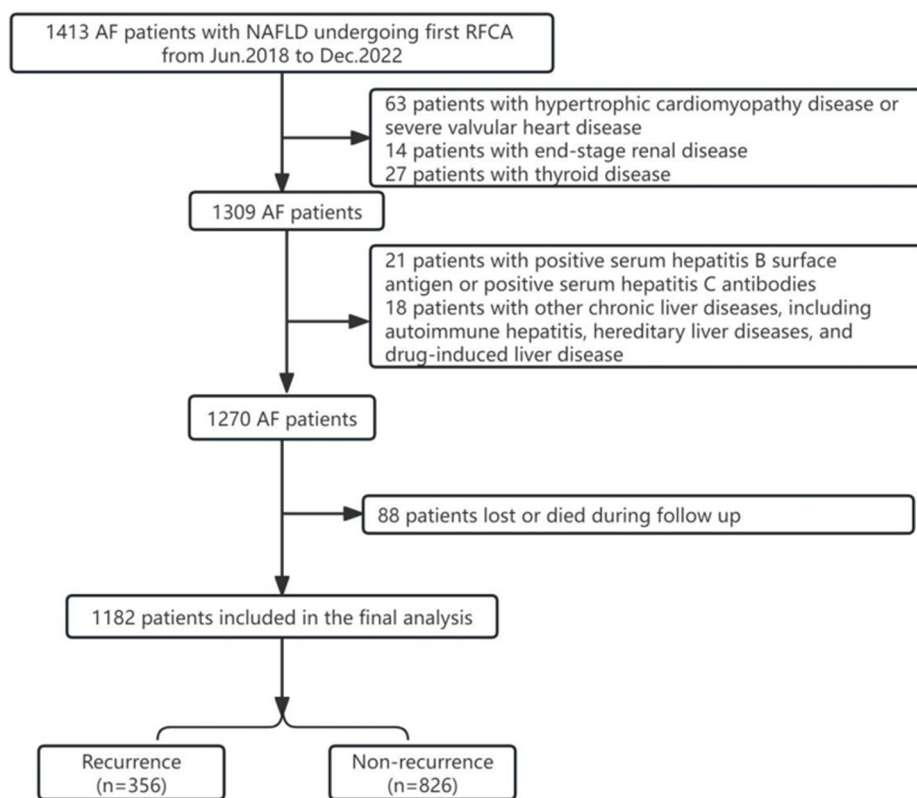 1413 AF patients with NAFLD undergoing first RFCA
from Jun.2018 to Dec.2022
63 patients with hypertrophic cardiomyopathy disease or
severe valvular heart disease
14 patients with end-stage renal disease
27 patients with thyroid disease
1309 AF patients
21 patients with positive serum hepatitis B surface
antigen or positive serum hepatitis C antibodies
18 patients with other chronic liver diseases, including
autoimmune hepatitis, hereditary liver diseases, and
drug-induced liver disease
1270 AF patients
88 patients lost or died during follow up
1182 patients included in the final analysis
Recurrence
(n=356)
Non-recurrence
(n=826)